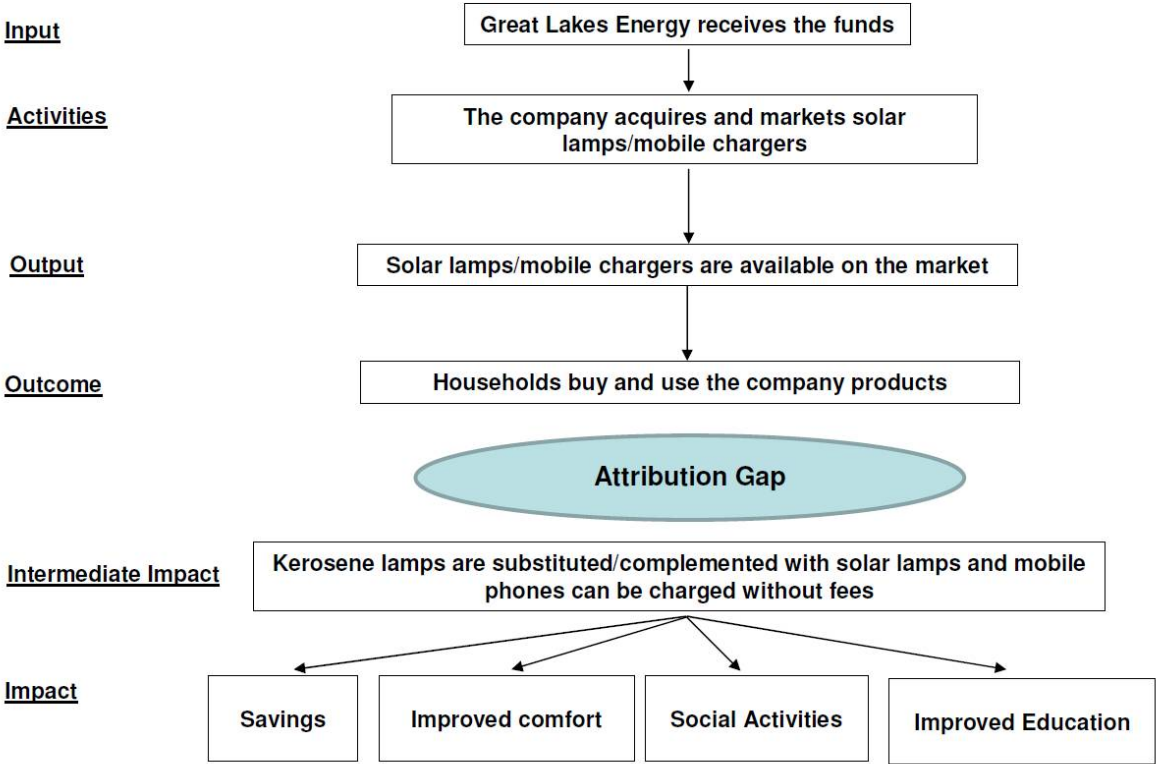 Input
Great Lakes Energy receives the funds
Activities
The company acquires and markets solar
lamps/mobile chargers
Output
Solar lamps/mobile chargers are available on the market
Outcome
Households buy and use the company products
Attribution Gap
Intermediate Impact
Kerosene lamps are substituted/complemented with solar lamps and mobile
phones can be charged without fees
Impact
Savings
Improved comfort
Social Activities
Improved Education